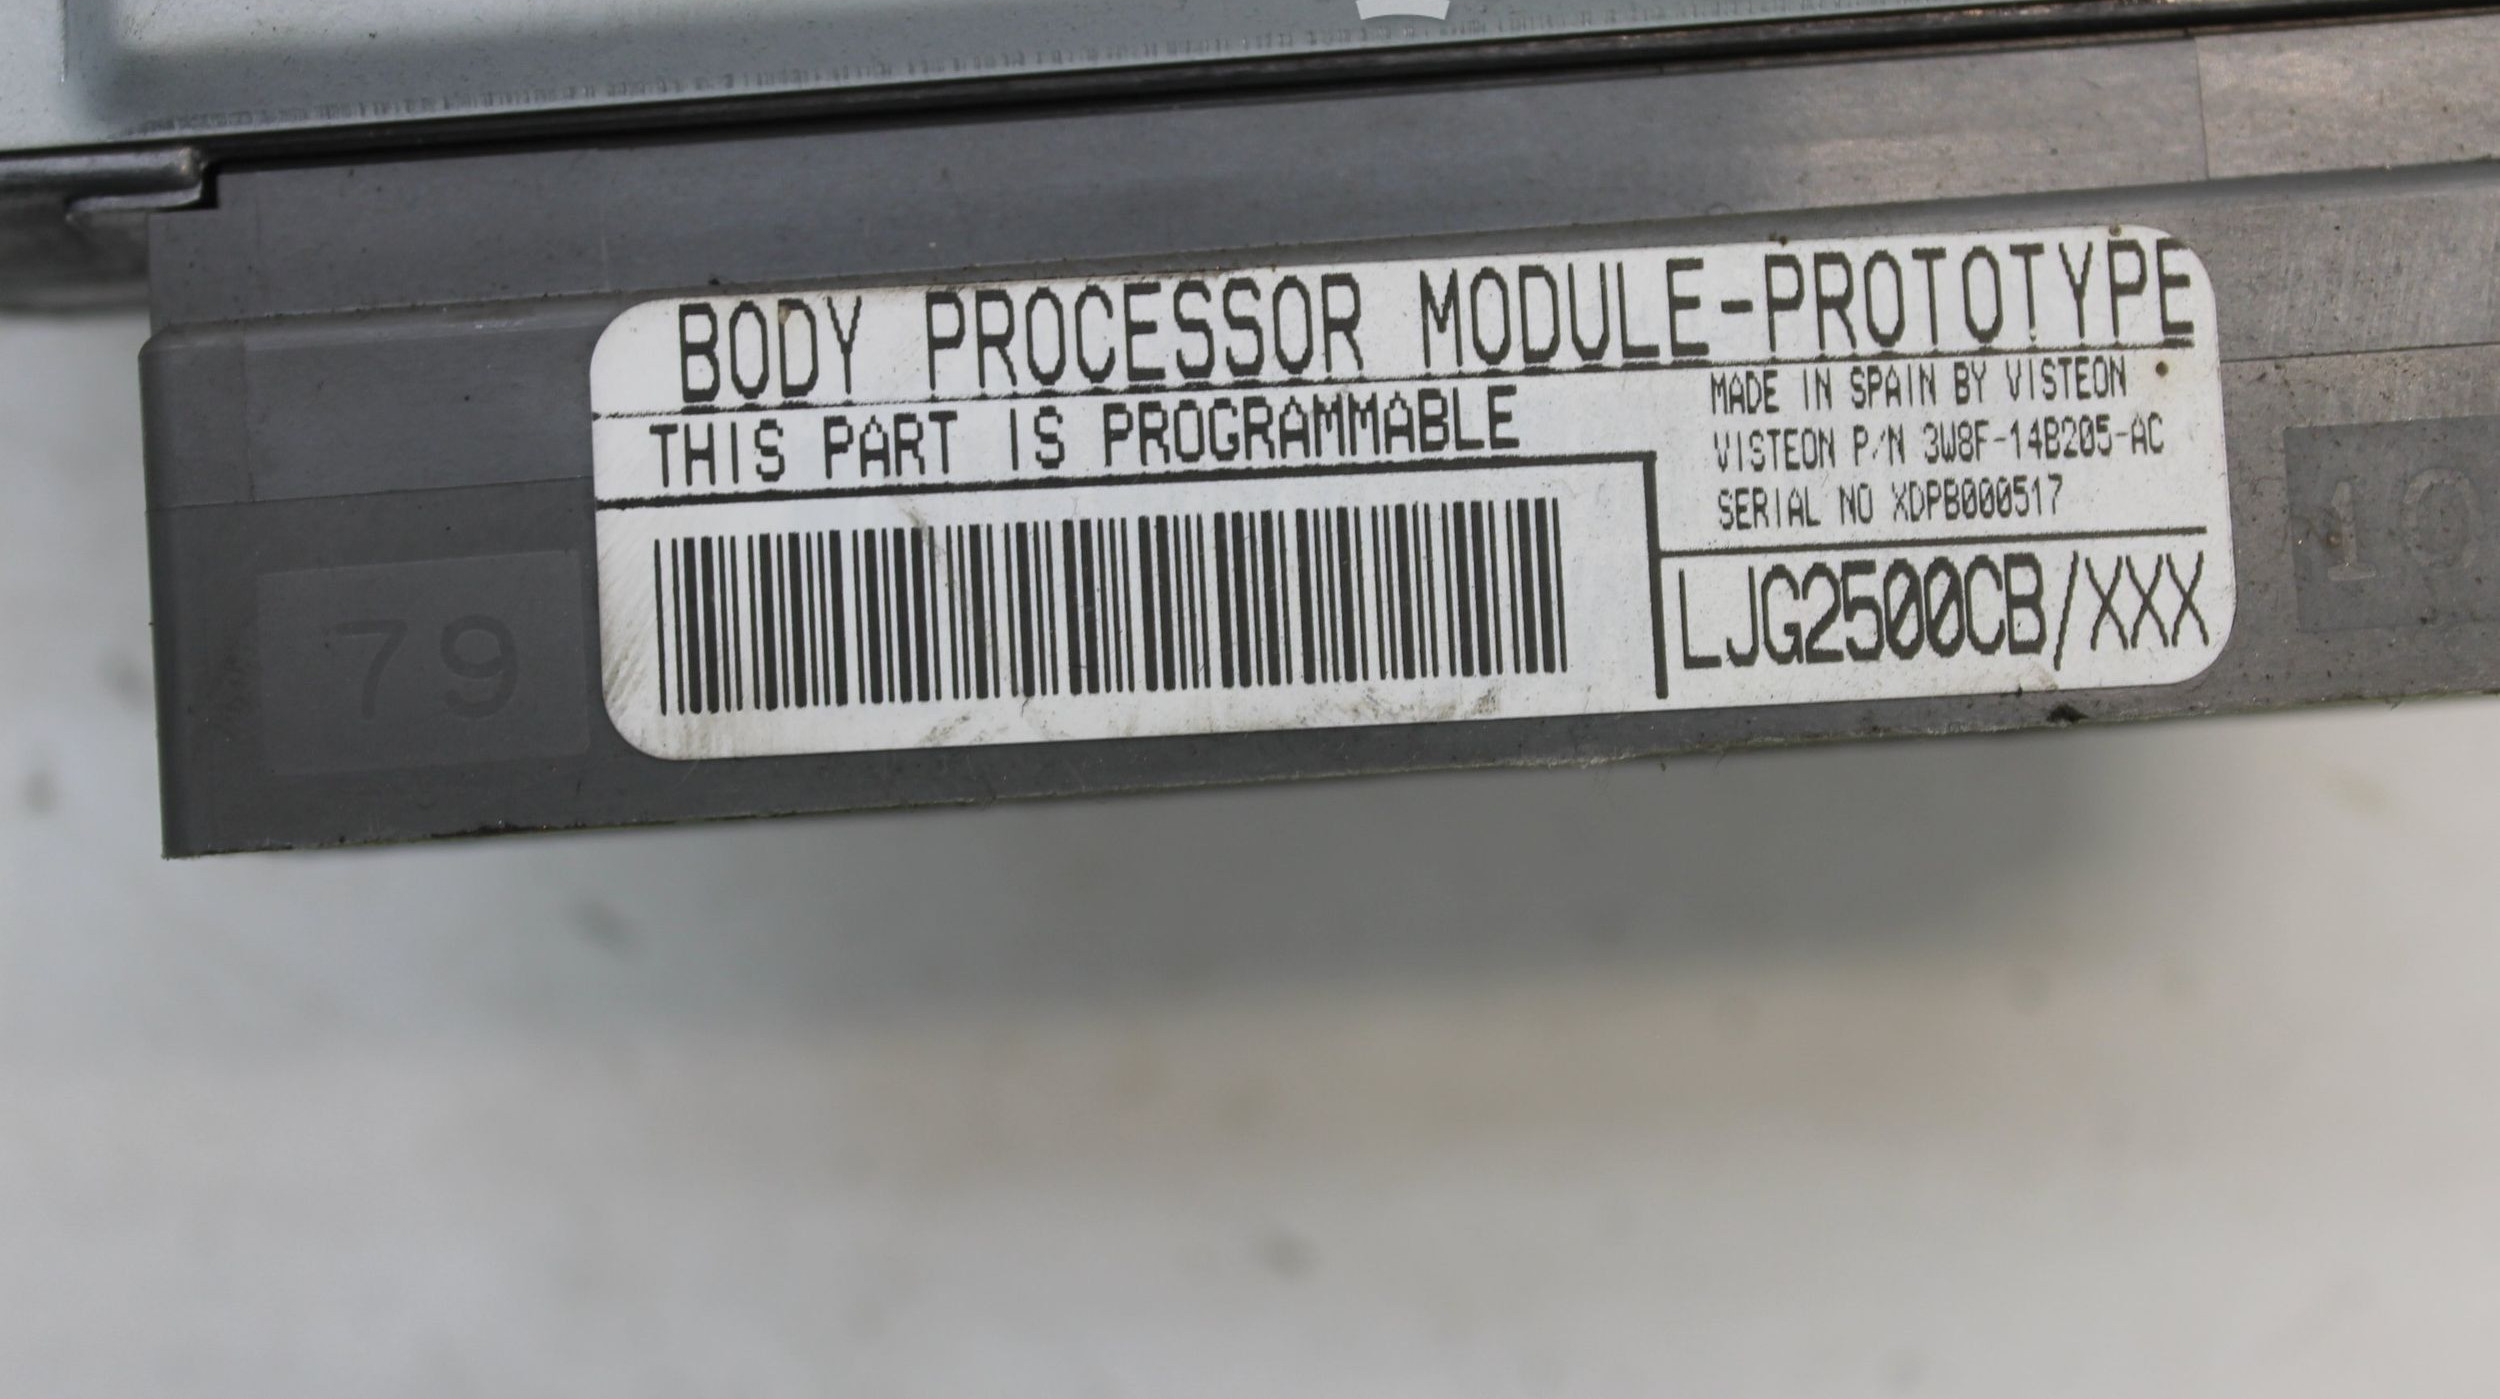 BODY PROCESSOR MODULE-PROTOTYPE
THIS PART IS PROGRAMMABLE
MADE IN SPAIN BY VISTEON
VISTEON P/N 3W8F-14B205-AC
SERIAL NO XDPB000517
LJG2500CB/XXX
79
19